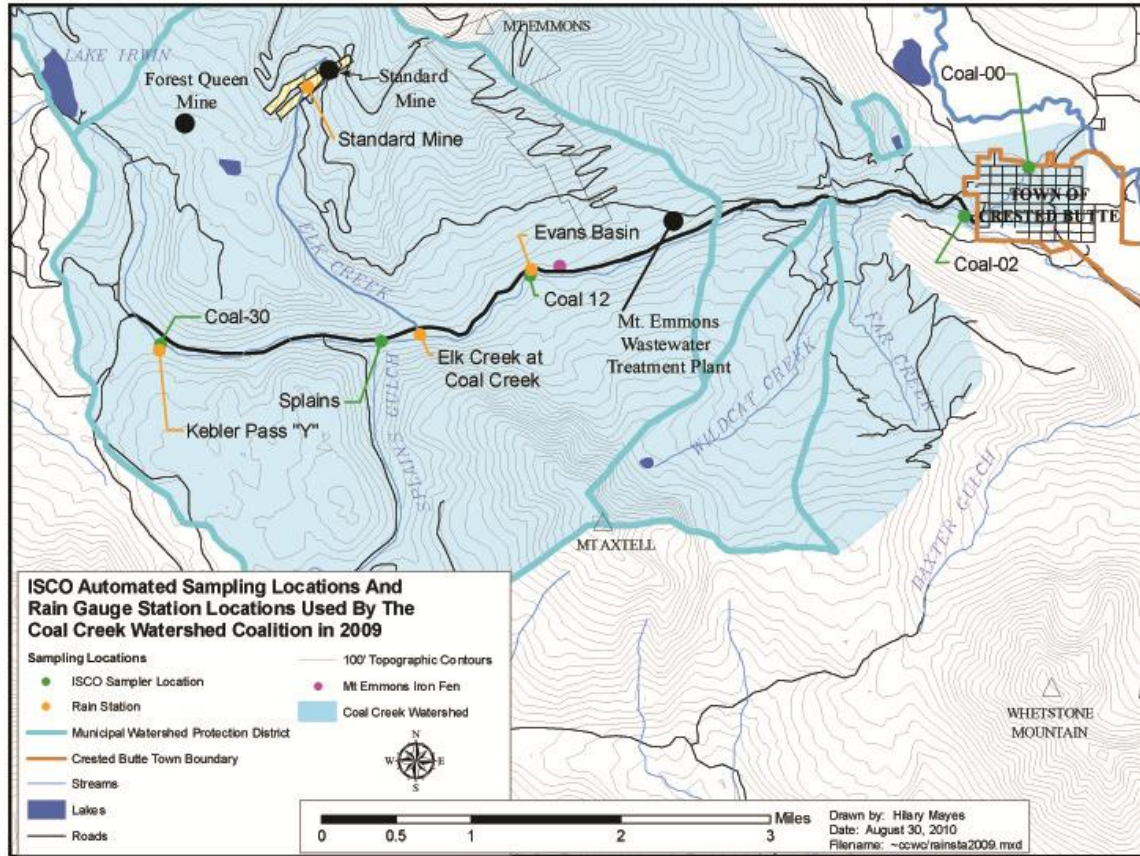 MT EMMONS
LAKE IRWIN
Coal-00
Forest Queen
Mine
Standard
Mine
Standard Mine
TOWN OF
CRESTED BUTTE
Evans Basin
ELK CREEK
Coal-02
Coal 12
Coal-30
Mt. Emmons
Wastewater
Treatment Plant
Elk Creek at
Coal Creek
FAR CREEK
Splains
SPLAINS GULCH
WILDCAT CREEK
Kebler Pass "Y"
BAXTER GULCH
MT AXTELL
WHETSTONE
MOUNTAIN
ISCO Automated Sampling Locations And
Rain Gauge Station Locations Used By The
Coal Creek Watershed Coalition in 2009
Sampling Locations
ISCO Sampler Location
Rain Station
Municipal Watershed Protection District
Crested Butte Town Boundary
Streams
Lakes
Roads
100' Topographic Contours
Mt Emmons Iron Fen
Coal Creek Watershed
N
W E
S
0 0.5 1 2 3 Miles
Drawn by: Hilary Mayes
Date: August 30, 2010
Filename: ~ccwc/rainsta2009.mxd